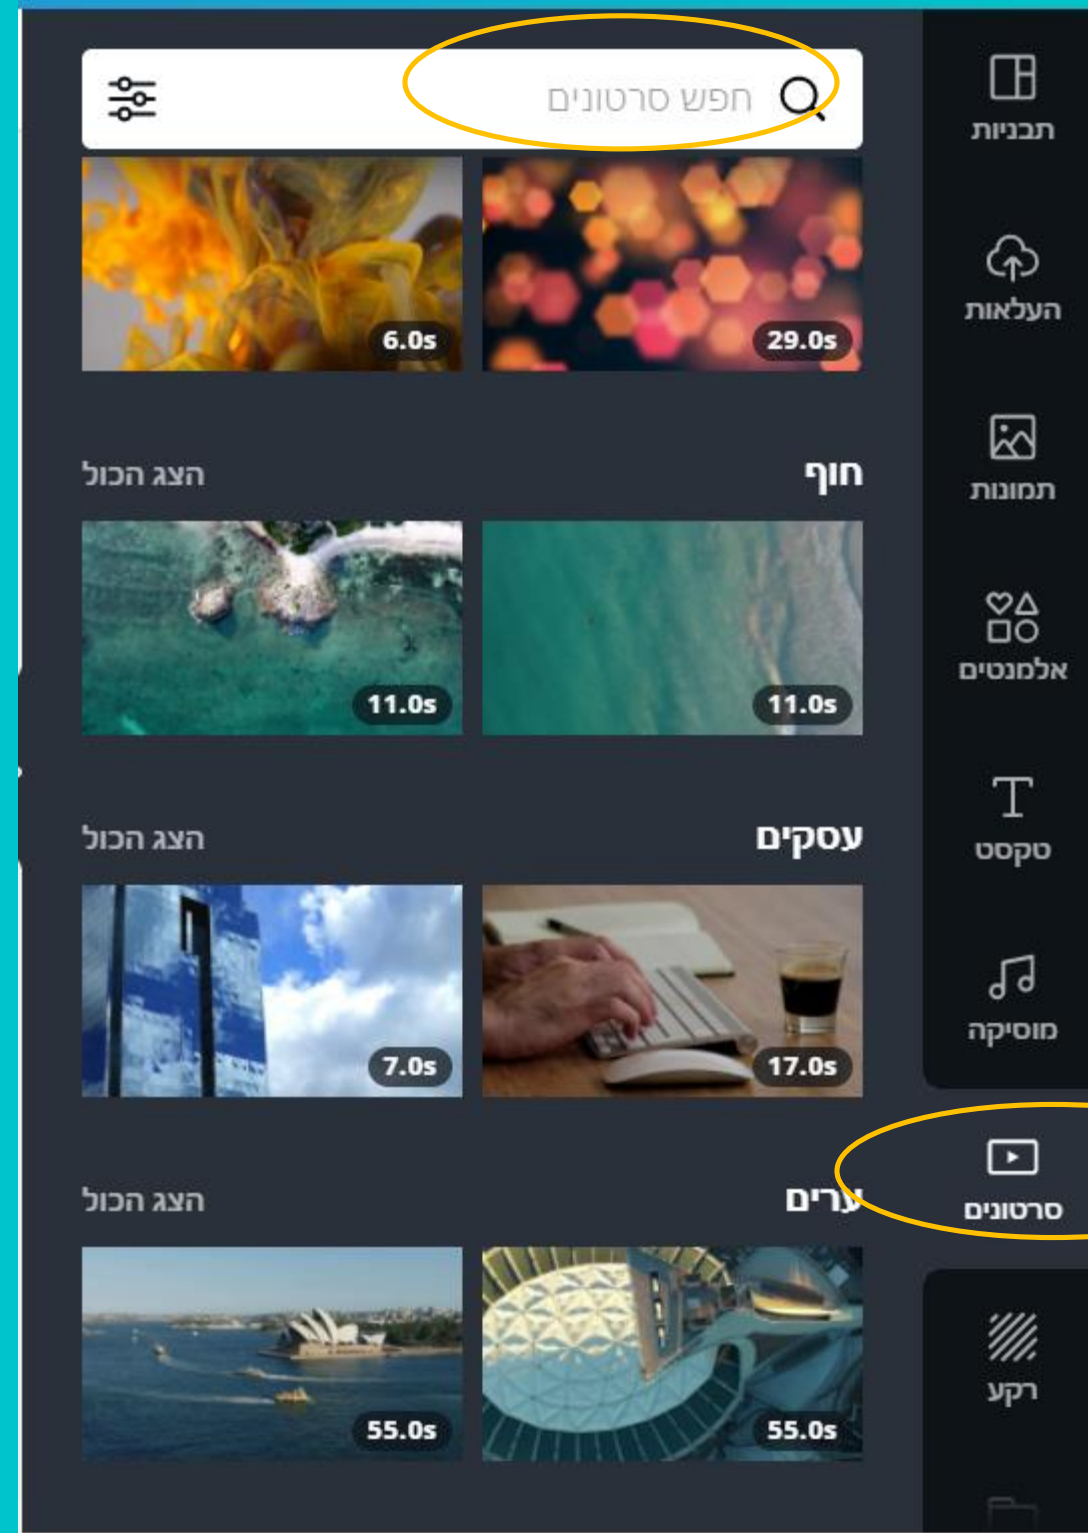 חפש סרטונים
29.0s
6.0s
חוף
הצג הכול
11.0s
11.0s
עסקים
הצג הכול
17.0s
7.0s
ערים
הצג הכול
55.0s
55.0s
תבניות
העלאות
תמונות
אלמנטים
טקסט
מוסיקה
סרטונים
רקע